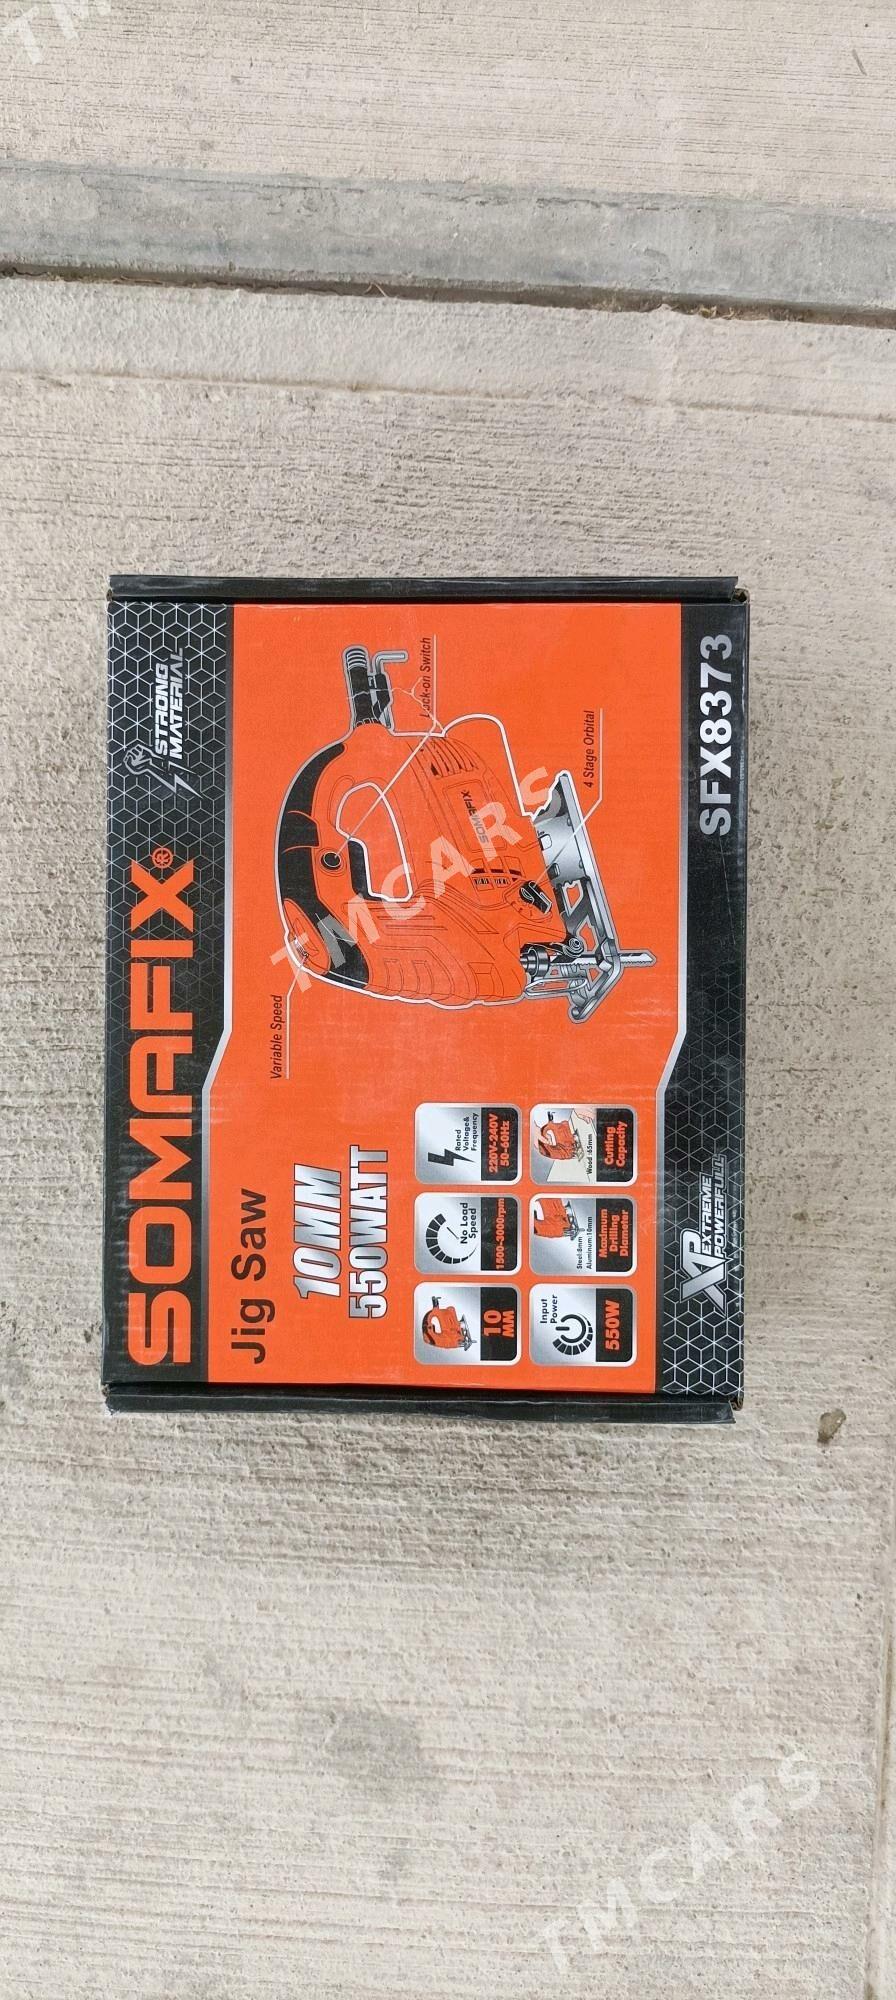 SOMAFIX®
STRONG
MATERIAL
Jig Saw
10MM
550WATT
Variable Speed
Lock-on Switch
4 Stage Orbital
SOMAFIX
10
MM
No Load
Speed
1500-3000rpm
Rated
Voltage&
Frequency
220V-240V
50-60Hz
Input
Power
550W
Steel:8mm
Aluminum:10mm
Maximum
Drilling
Diameter
Wood :65mm
Cutting
Capacity
XP EXTREME
POWERFULL
SFX8373
TMCARS
TMCARS
TM